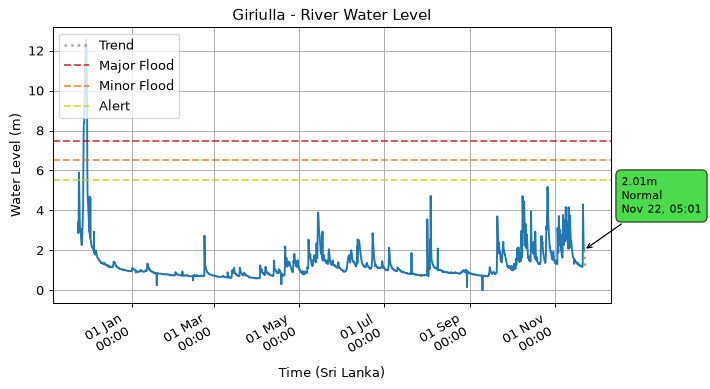 Giriulla - River Water Level
Trend
Major Flood
Minor Flood
Alert
12
10
8
6
4
2
0
Water Level (m)
2.01m
Normal
Nov 22, 05:01
01 Jan
00:00
01 Mar
00:00
01 May
00:00
01 Jul
00:00
01 Sep
00:00
01 Nov
00:00
Time (Sri Lanka)